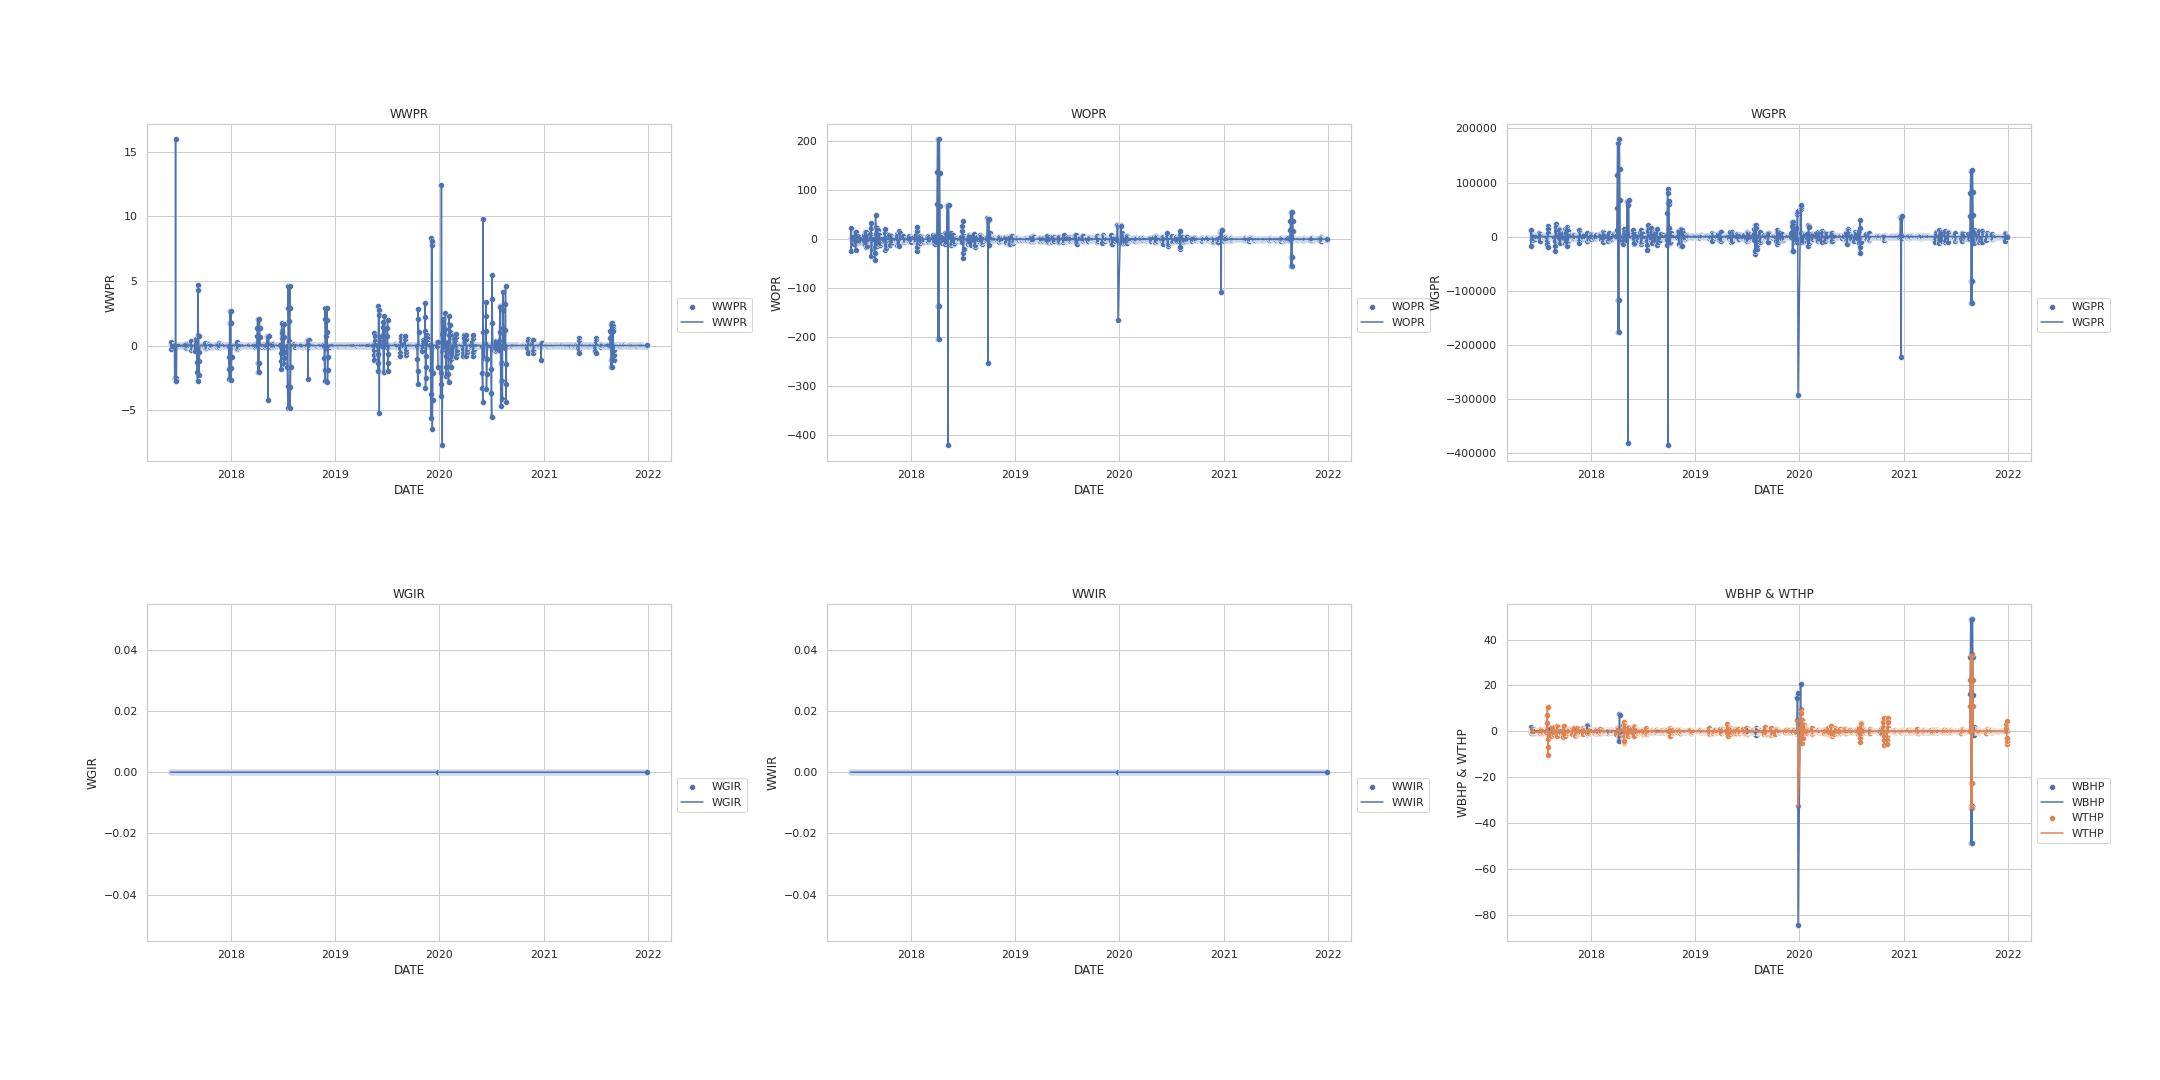 WWPR
WWPR
15
10
5
0
−5
2018 2019 2020 2021 2022
DATE
WWPR
WWPR
WOPR
WOPR
200
100
0
−100
−200
−300
−400
2018 2019 2020 2021 2022
DATE
WOPR
WOPR
WGPR
WGPR
200000
100000
0
−100000
−200000
−300000
−400000
2018 2019 2020 2021 2022
DATE
WGPR
WGPR
WGIR
WGIR
0.04
0.02
0.00
−0.02
−0.04
2018 2019 2020 2021 2022
DATE
WGIR
WGIR
WWIR
WWIR
0.04
0.02
0.00
−0.02
−0.04
2018 2019 2020 2021 2022
DATE
WWIR
WWIR
WBHP & WTHP
WBHP & WTHP
40
20
0
−20
−40
−60
−80
2018 2019 2020 2021 2022
DATE
WBHP
WBHP
WTHP
WTHP